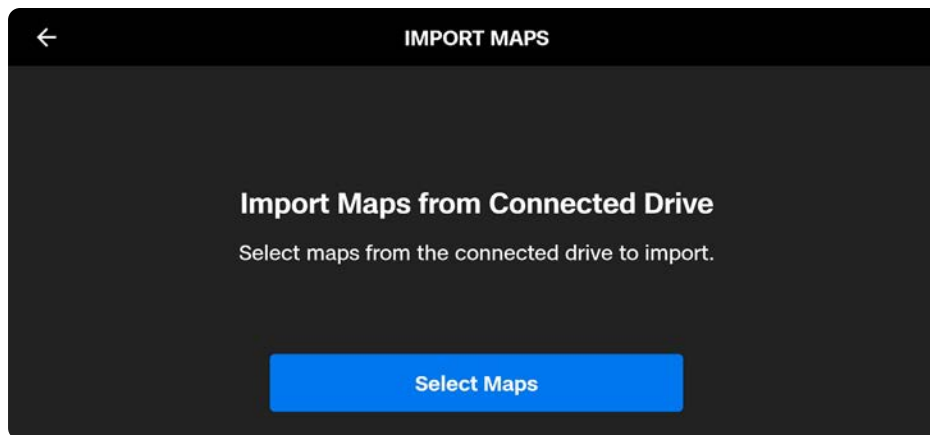 IMPORT MAPS
Import Maps from Connected Drive
Select maps from the connected drive to import.
Select Maps